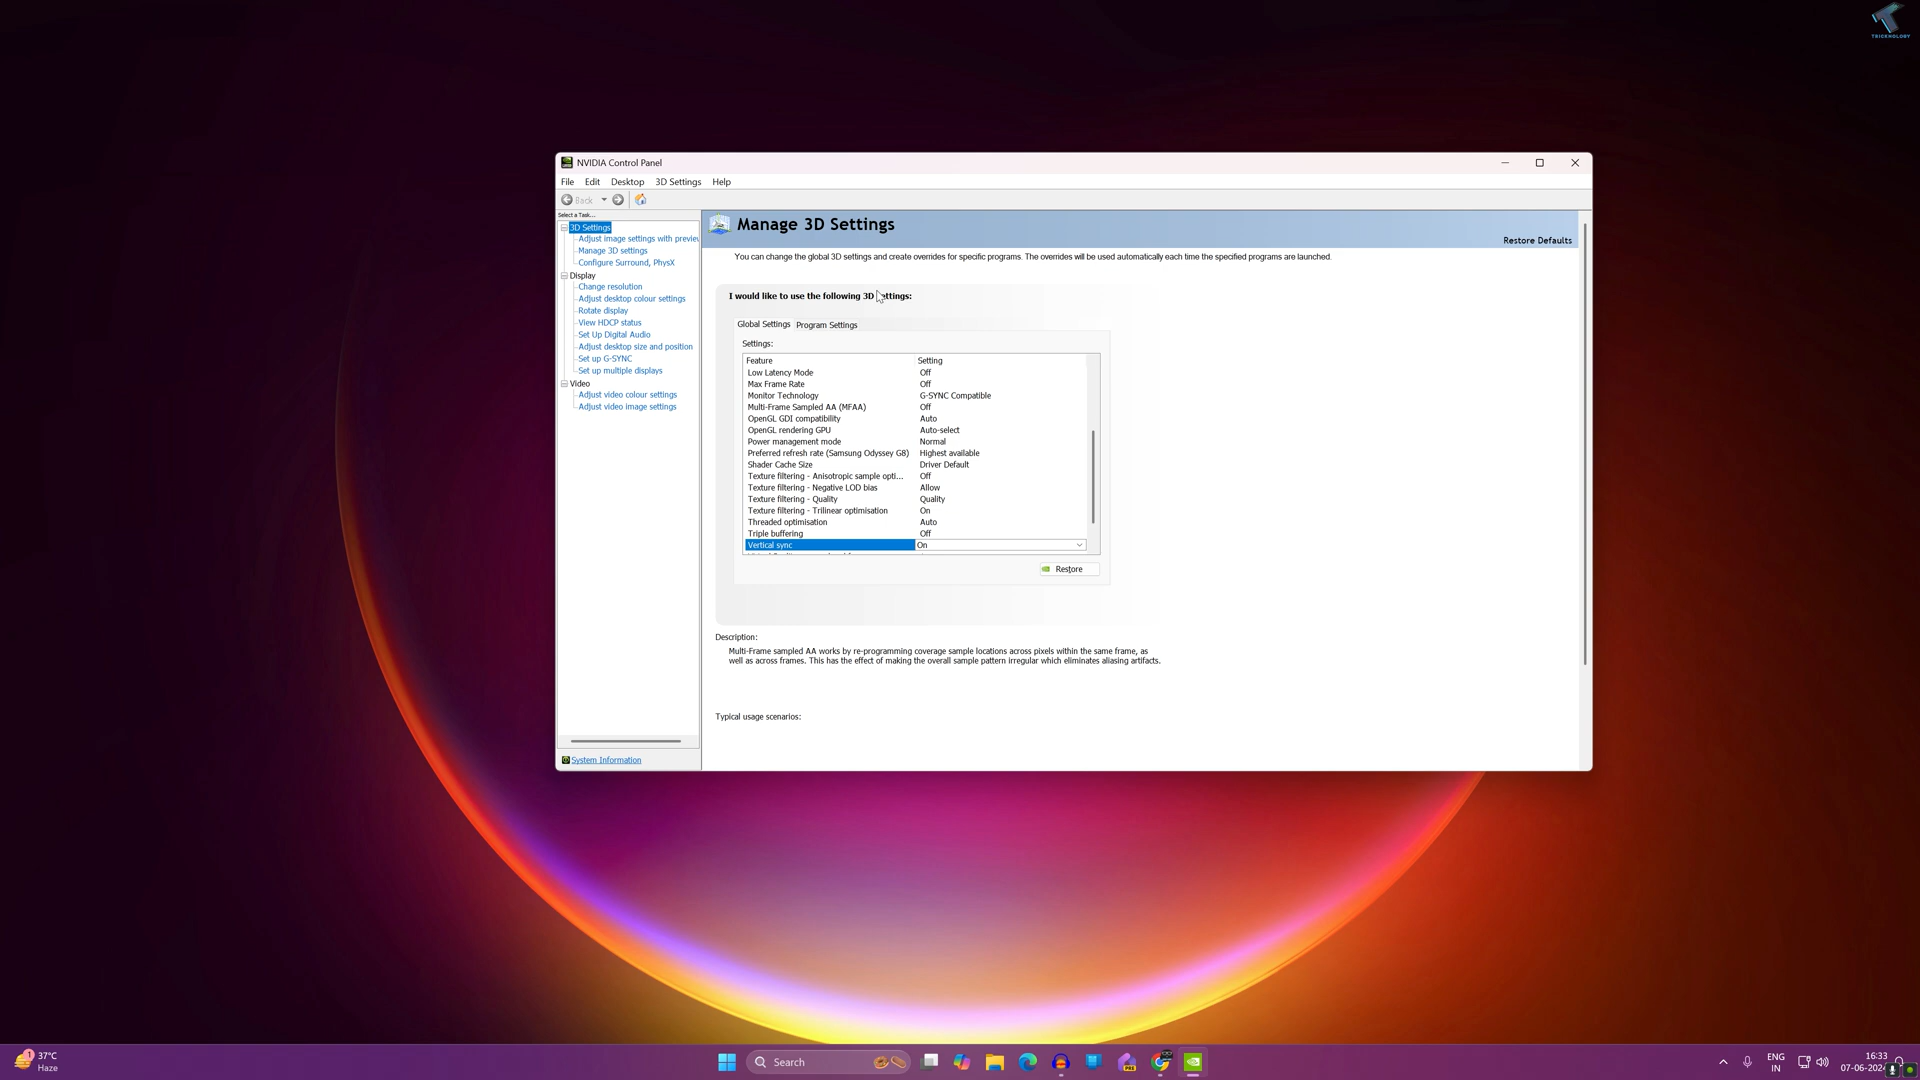 TRICKNOLOGY
NVIDIA Control Panel
File Edit Desktop 3D Settings Help
Back
Select a Task...
3D Settings
Adjust image settings with preview
Manage 3D settings
Configure Surround, PhysX
Display
Change resolution
Adjust desktop colour settings
Rotate display
View HDCP status
Set Up Digital Audio
Adjust desktop size and position
Set up G-SYNC
Set up multiple displays
Video
Adjust video colour settings
Adjust video image settings
System Information
Manage 3D Settings
Restore Defaults
You can change the global 3D settings and create overrides for specific programs. The overrides will be used automatically each time the specified programs are launched.
I would like to use the following 3D settings:
Global Settings Program Settings
Settings:
Feature Setting
Low Latency Mode Off
Max Frame Rate Off
Monitor Technology G-SYNC Compatible
Multi-Frame Sampled AA (MFAA) Off
OpenGL GDI compatibility Auto
OpenGL rendering GPU Auto-select
Power management mode Normal
Preferred refresh rate (Samsung Odyssey G8) Highest available
Shader Cache Size Driver Default
Texture filtering - Anisotropic sample opti... Off
Texture filtering - Negative LOD bias Allow
Texture filtering - Quality Quality
Texture filtering - Trilinear optimisation On
Threaded optimisation Auto
Triple buffering Off
Vertical sync On
Restore
Description:
Multi-Frame sampled AA works by re-programming coverage sample locations across pixels within the same frame, as
well as across frames. This has the effect of making the overall sample pattern irregular which eliminates aliasing artifacts.
Typical usage scenarios:
1
37°C
Haze
Search
PRE
ENG
IN
16:33
07-06-2024